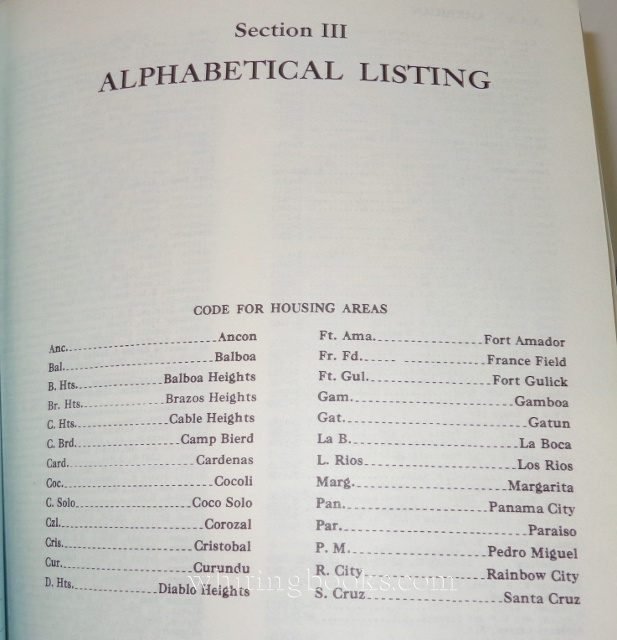 Section III
ALPHABETICAL LISTING
CODE FOR HOUSING AREAS
Anc. Ancon
Bal. Balboa
B. Hts. Balboa Heights
Br. Hts. Brazos Heights
C. Hts. Cable Heights
C. Brd. Camp Bierd
Card. Cardenas
Coc. Cocoli
C. Solo Coco Solo
Czl. Corozal
Cris. Cristobal
Cur. Curundu
D. Hts. Diablo Heights
Ft. Ama. Fort Amador
Fr. Fd. France Field
Ft. Gul. Fort Gulick
Gam. Gamboa
Gat. Gatun
La B. La Boca
L. Rios Los Rios
Marg. Margarita
Pan. Panama City
Par. Paraiso
P. M. Pedro Miguel
R. City Rainbow City
S. Cruz Santa Cruz
whiringbooks.com